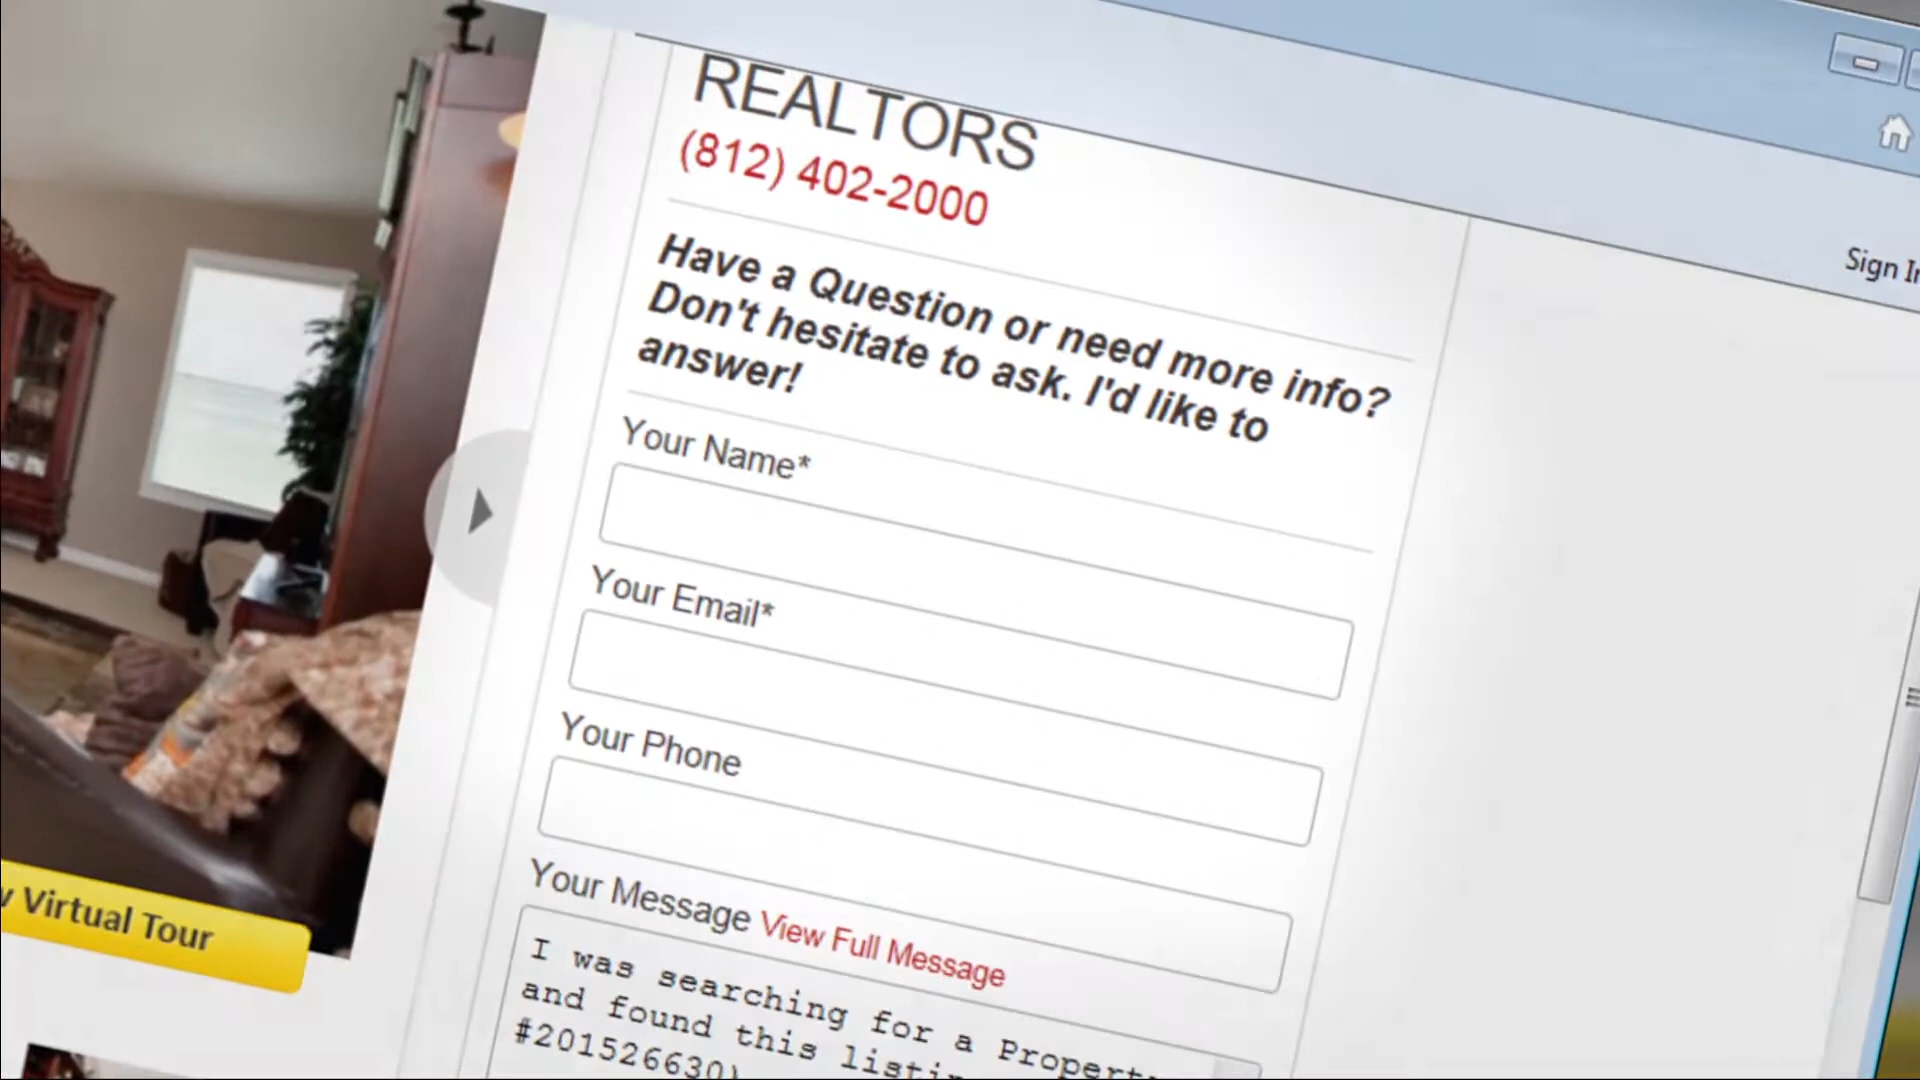 REALTORS
(812) 402-2000
Sign
Have a Question or need more info?
Don't hesitate to ask. I'd like to
answer!
Your Name*
Your Email*
Your Phone
Your Message View Full Message
I was searching for a
and found this
#201526630)
Virtual Tour